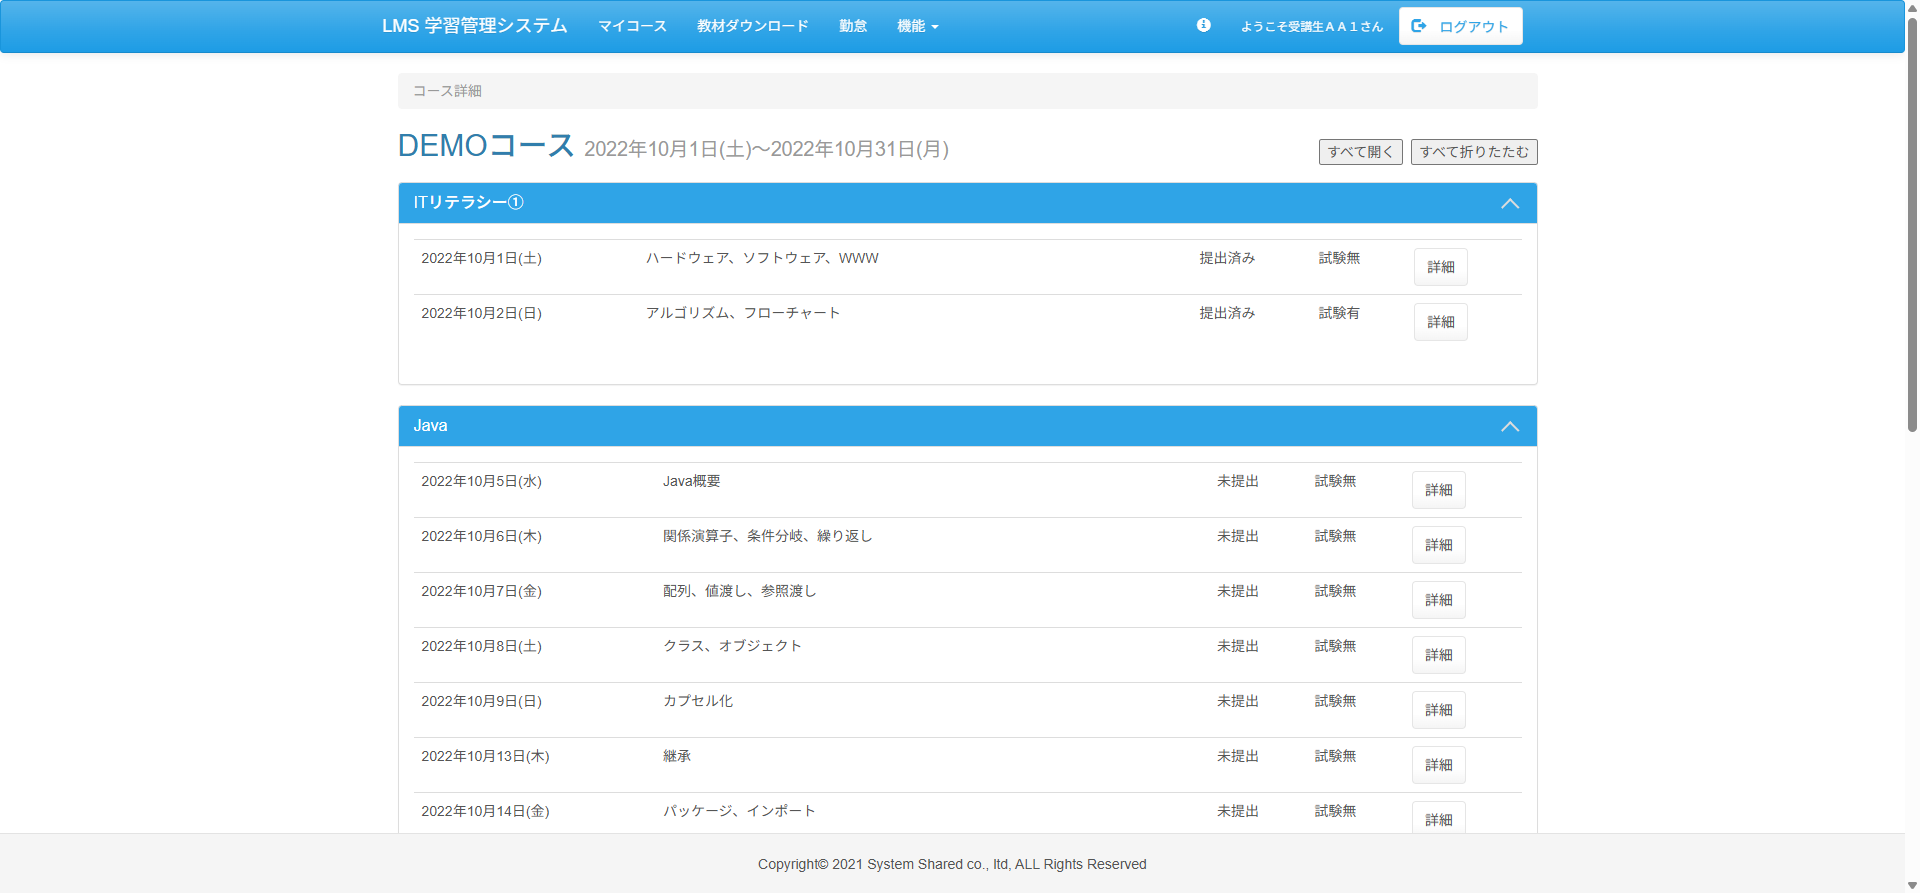 LMS 学習管理システム マイコース 教材ダウンロード 勤怠 機能 ようこそ受講生ＡＡ１さん ログアウト
コース詳細
DEMOコース 2022年10月1日(土)～2022年10月31日(月) すべて開く すべて折りたたむ
ITリテラシー①
2022年10月1日(土) ハードウェア、ソフトウェア、WWW 提出済み 試験無 詳細
2022年10月2日(日) アルゴリズム、フローチャート 提出済み 試験有 詳細
Java
2022年10月5日(水) Java概要 未提出 試験無 詳細
2022年10月6日(木) 関係演算子、条件分岐、繰り返し 未提出 試験無 詳細
2022年10月7日(金) 配列、値渡し、参照渡し 未提出 試験無 詳細
2022年10月8日(土) クラス、オブジェクト 未提出 試験無 詳細
2022年10月9日(日) カプセル化 未提出 試験無 詳細
2022年10月13日(木) 継承 未提出 試験無 詳細
2022年10月14日(金) パッケージ、インポート 未提出 試験無 詳細
Copyright© 2021 System Shared co., ltd, ALL Rights Reserved